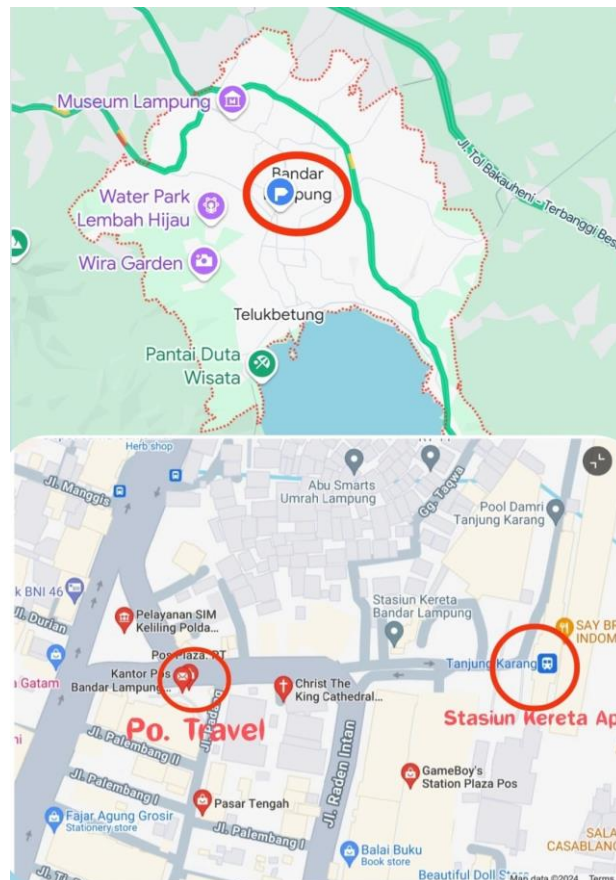 Museum Lampung
Jl. Tol Bakauheni - Terbanggi Bes
Bandar
Water Park
Lembah Hijau
Wira Garden
Telukbetung
Pantai Duta
Wisata
Herb shop
Jl. Manggis
Abu Smarts
Umrah Lampung
Gg. Taqwa
Pool Damri
Tanjung Karang
k BNI 46
Jl. Durian
Pelayanan SIM
Keliling Polda...
Stasiun Kereta
Bandar Lampung
SAY BR
INDOM
a Gatam
Pos Plaza. PT
Kantor Pos
Bandar Lampung...
Christ The
King Cathedral...
Tanjung Karang
Po. Travel
Jl. Padang
Stasiun Kereta Ap
Jl. Palembang II
Jl. Raden Intan
GameBoy's
Station Plaza Pos
Jl. Palembang I
Pasar Tengah
Fajar Agung Grosir
Stationery store
Jl. Palembang I
Balai Buku
Book store
SALA
CASABLANC
Beautiful Doll
Map data ©2024
Terms